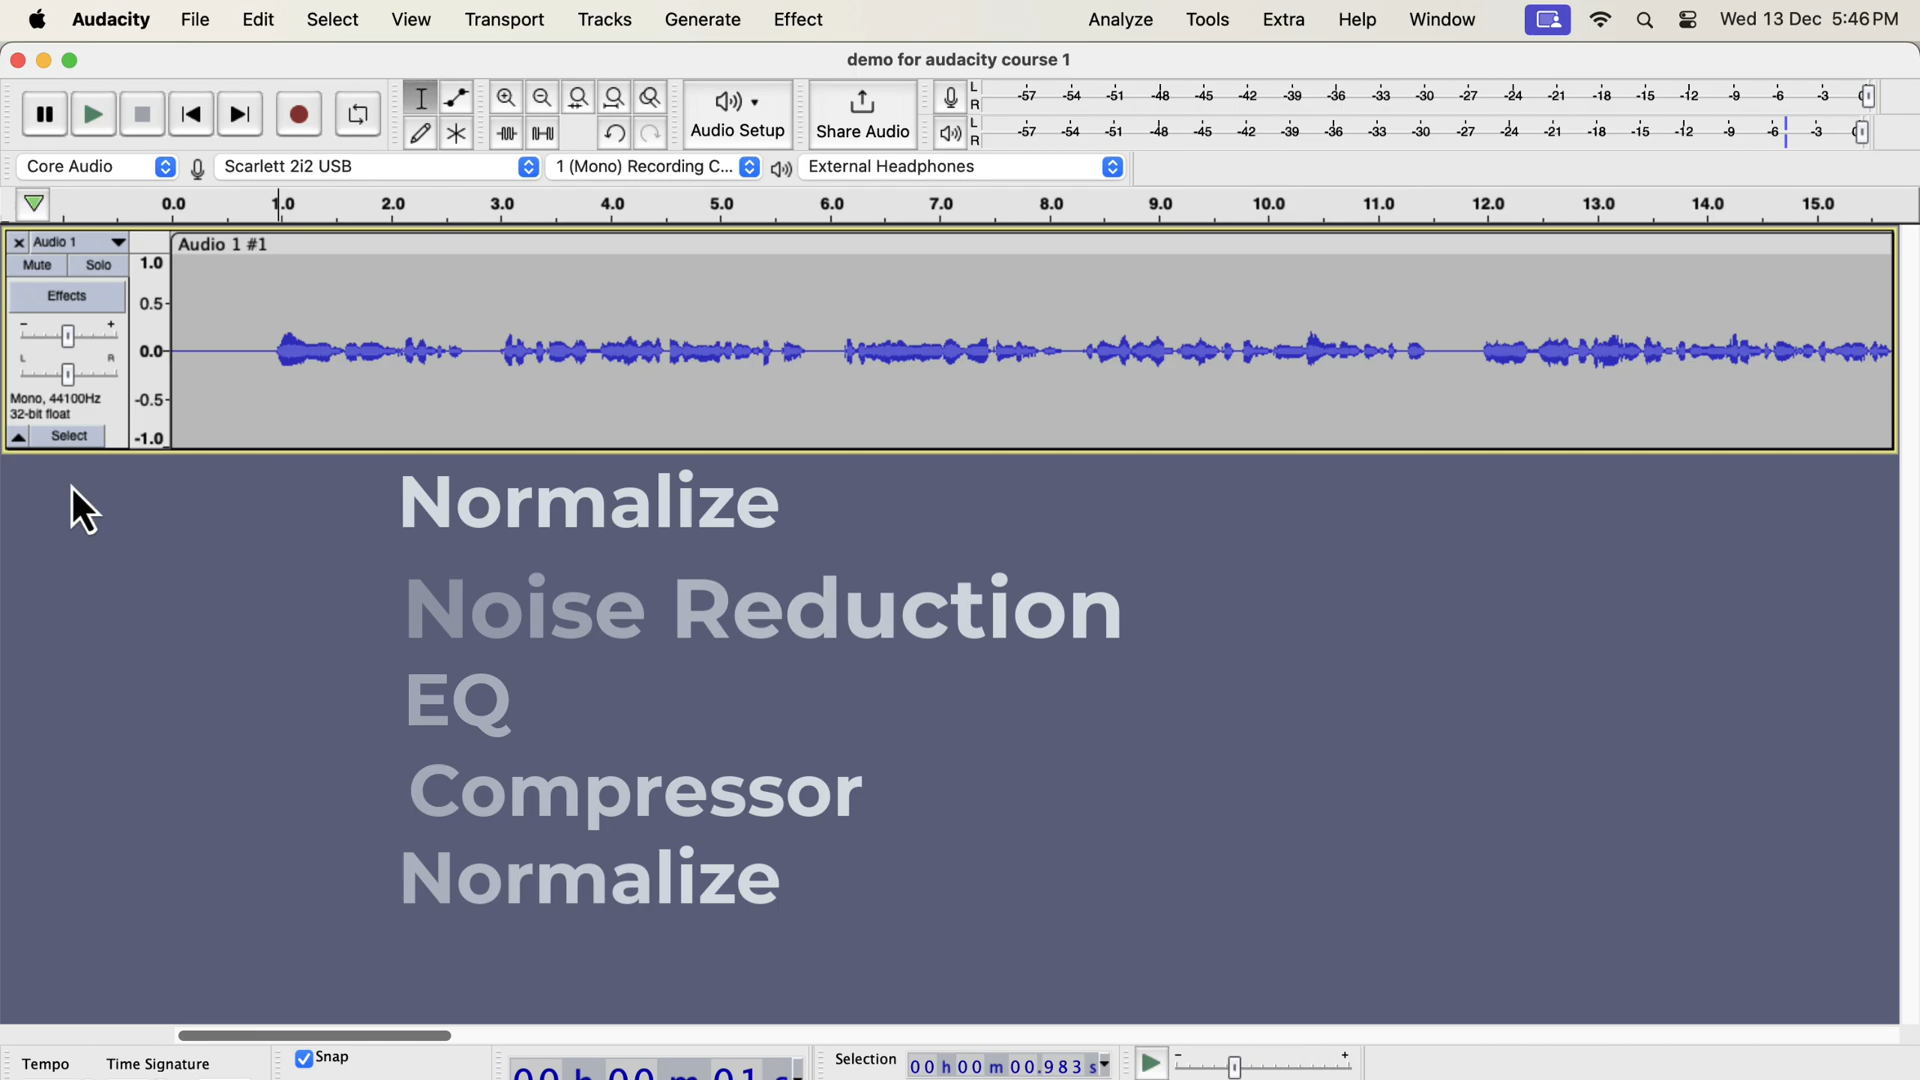 Audacity File Edit Select View Transport Tracks Generate Effect Analyze Tools Extra Help Window Wed 13 Dec 5:46 PM
demo for audacity course 1
Audio Setup Share Audio
L -57 -54 -51 -48 -45 -42 -39 -36 -33 -30 -27 -24 -21 -18 -15 -12 -9 -6 -3
R
L -57 -54 -51 -48 -45 -42 -39 -36 -33 -30 -27 -24 -21 -18 -15 -12 -9 -6 -3
R
Core Audio Scarlett 2i2 USB 1 (Mono) Recording C... External Headphones
0.0 1.0 2.0 3.0 4.0 5.0 6.0 7.0 8.0 9.0 10.0 11.0 12.0 13.0 14.0 15.0
Audio 1 Audio 1 #1
Mute Solo 1.0
Effects 0.5
- +
L R 0.0
Mono, 44100Hz -0.5
32-bit float
Select -1.0
Normalize
Noise Reduction
EQ
Compressor
Normalize
Tempo Time Signature Snap Selection 00 h 00 m 00.983 s - +
00 h 00 m 01 s